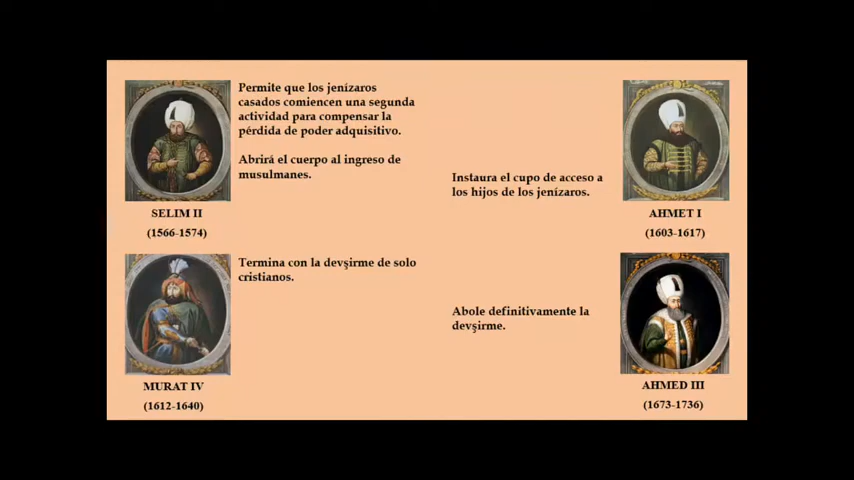 Permite que los jenízaros
casados comiencen una segunda
actividad para compensar la
pérdida de poder adquisitivo.
Abrirá el cuerpo al ingreso de
musulmanes.
SELIM II
(1566-1574)
Instaura el cupo de acceso a
los hijos de los jenízaros.
AHMET I
(1603-1617)
Termina con la devşirme de solo
cristianos.
MURAT IV
(1612-1640)
Abole definitivamente la
devşirme.
AHMED III
(1673-1736)